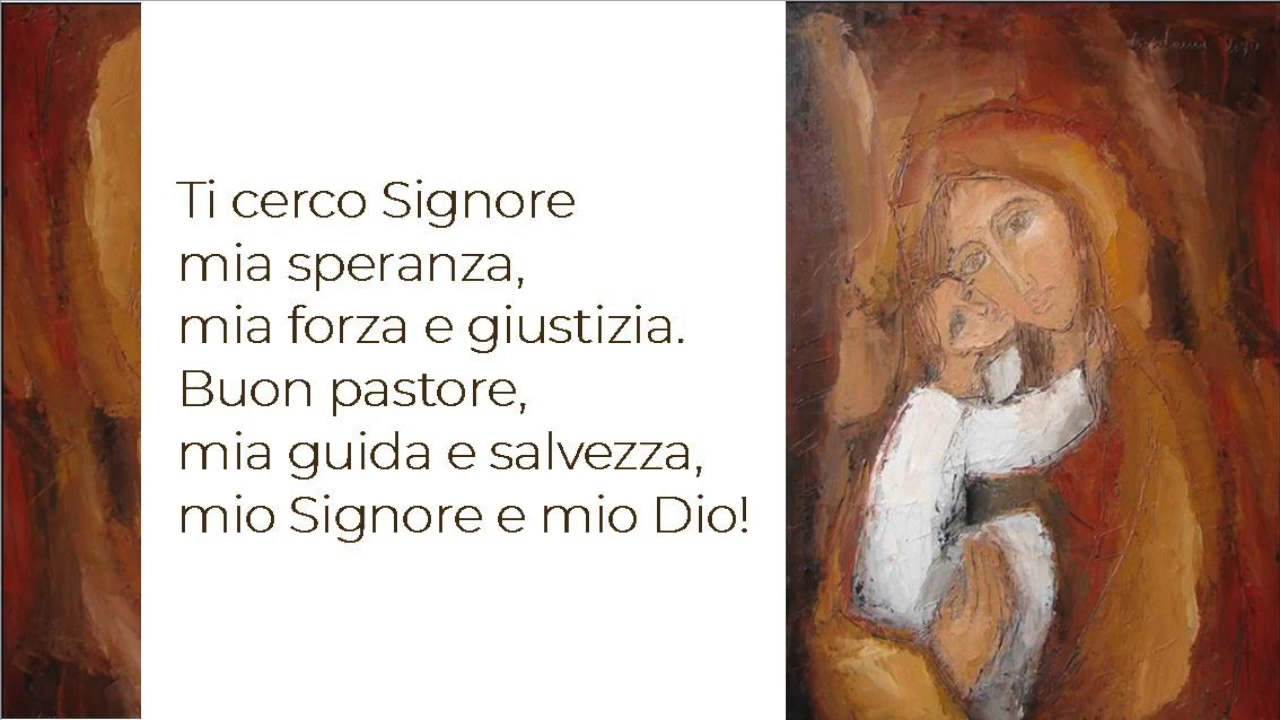 Ti cerco Signore
mia speranza,
mia forza e giustizia.
Buon pastore,
mia guida e salvezza,
mio Signore e mio Dio!